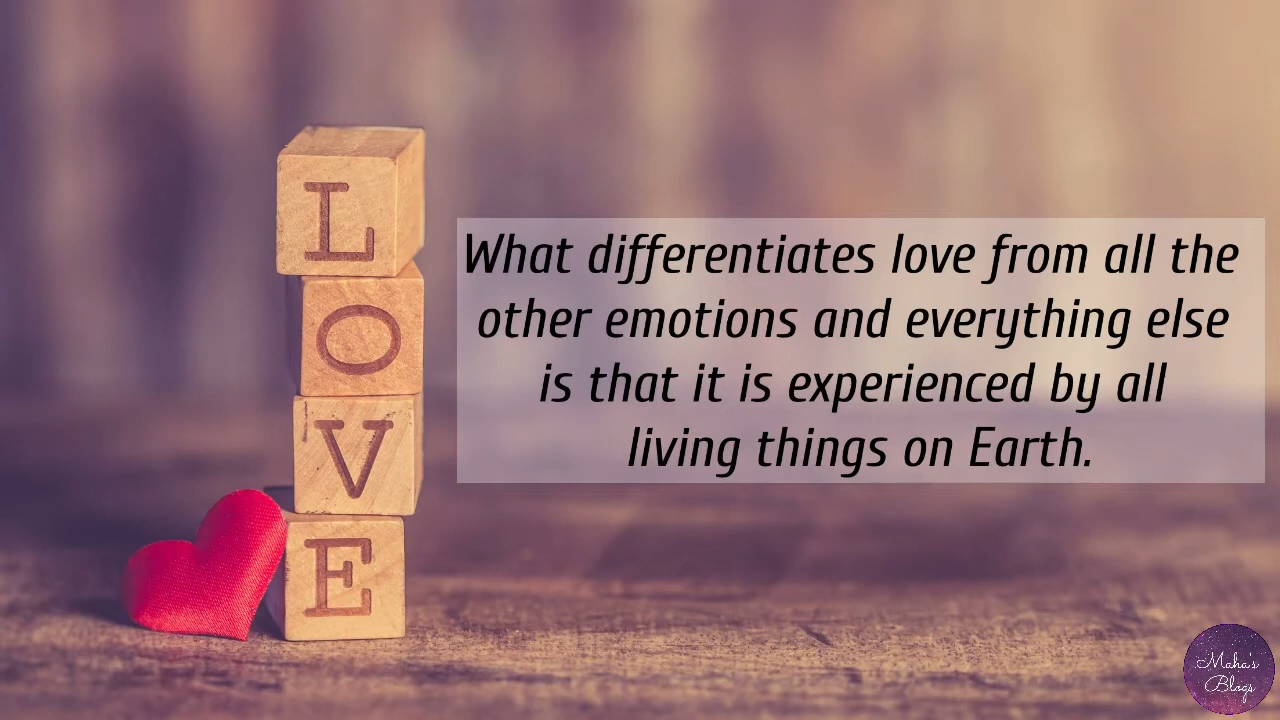 L
O
V
E
What differentiates love from all the
other emotions and everything else
is that it is experienced by all
living things on Earth.
Maha's
Blogs